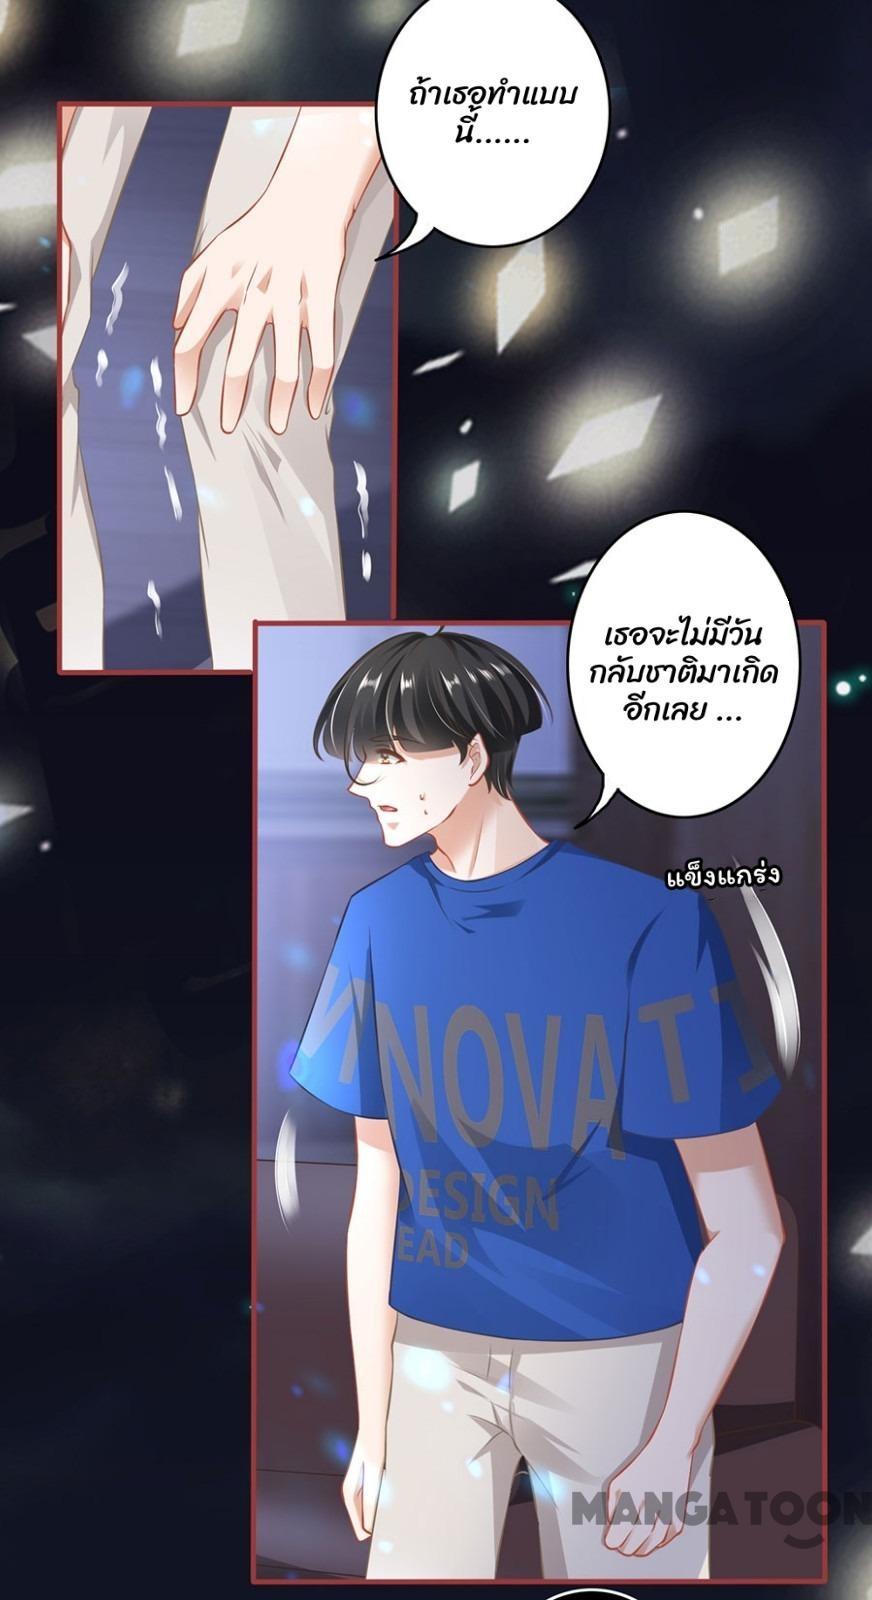 ถ้าเธอทำแบบ
นี้......
เธอจะไม่มีวัน
กลับชาติมาเกิด
อีกเลย ...
แข็งแกร่ง
NNOVATI
DESIGN
EAD
MANGATOON